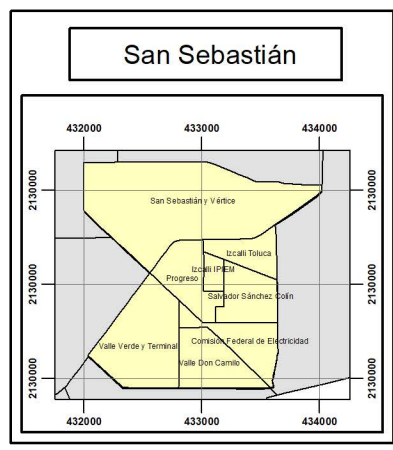 San Sebastián
432000 433000 434000
2130000 2130000
San Sebastián y Vértice
Izcalli Toluca
Izcalli IPIEM
Progreso
2130000 2130000
Salvador Sánchez Colín
Comisión Federal de Electricidad
Valle Verde y Terminal
Valle Don Camilo
2130000 2130000
432000 433000 434000